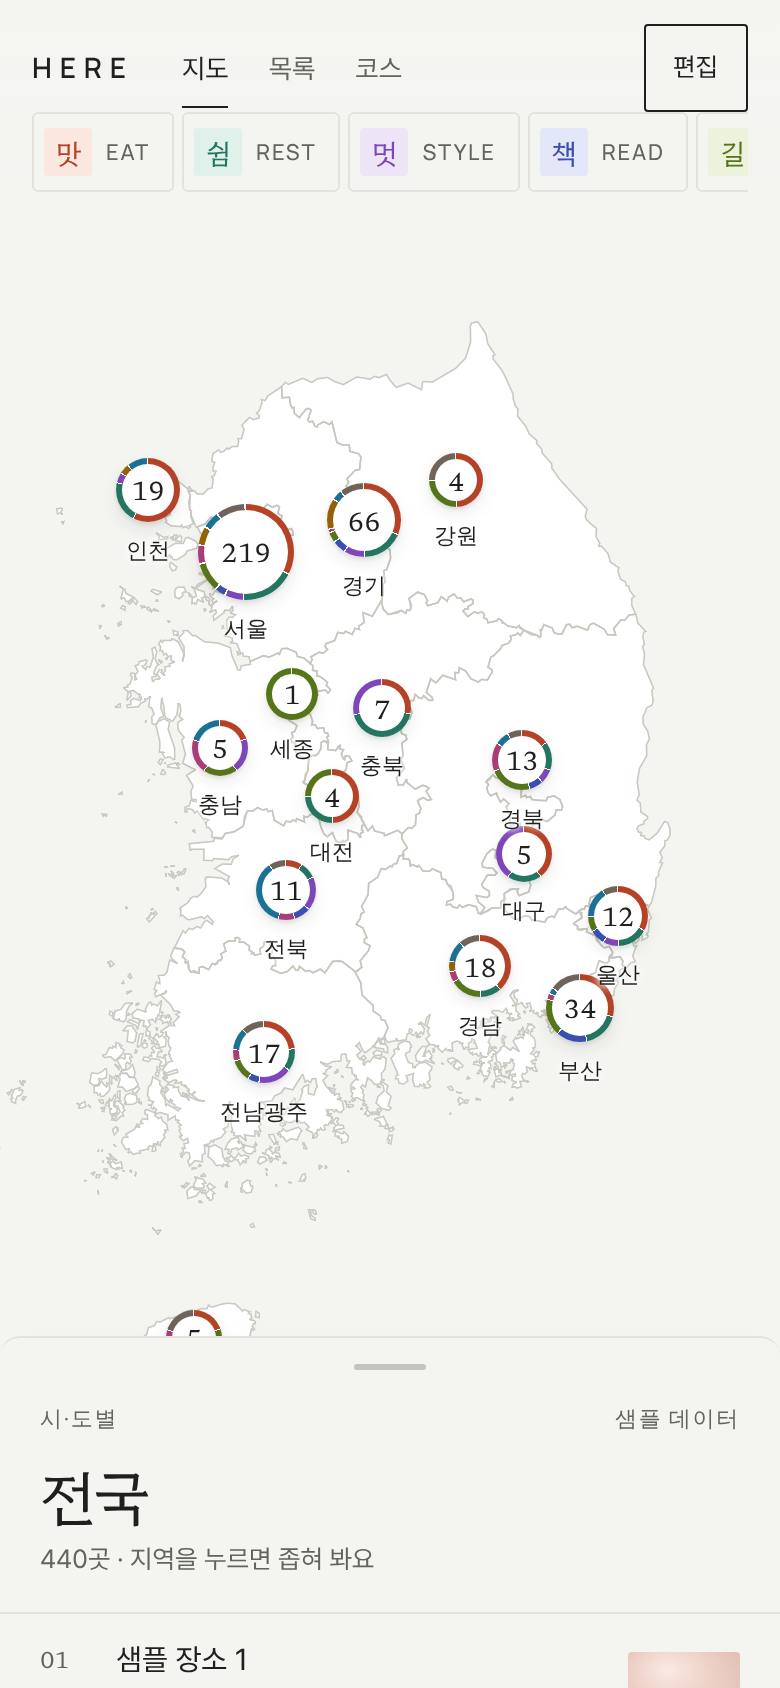 HERE 지도 목록 코스 편집
맛 EAT 쉼 REST 멋 STYLE 책 READ 길
4
강원
19
인천
66
경기
219
서울
1
세종
7
충북
5
충남
13
경북
4
대전
5
대구
11
전북
12
울산
18
경남
34
부산
17
전남광주
시·도별 샘플 데이터
전국
440곳 · 지역을 누르면 좁혀 봐요
01 샘플 장소 1